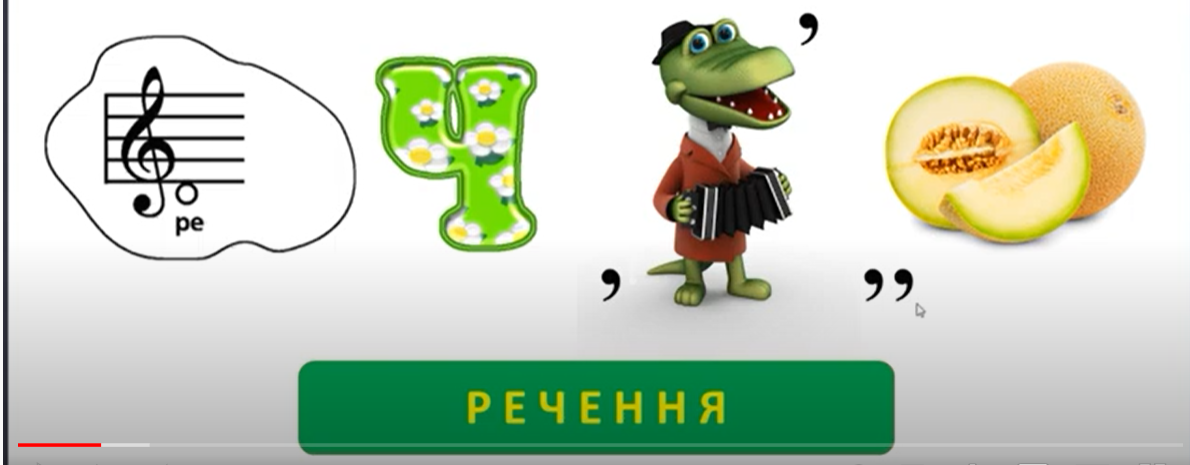 ре
Ч
,
, ,,
РЕЧЕННЯ